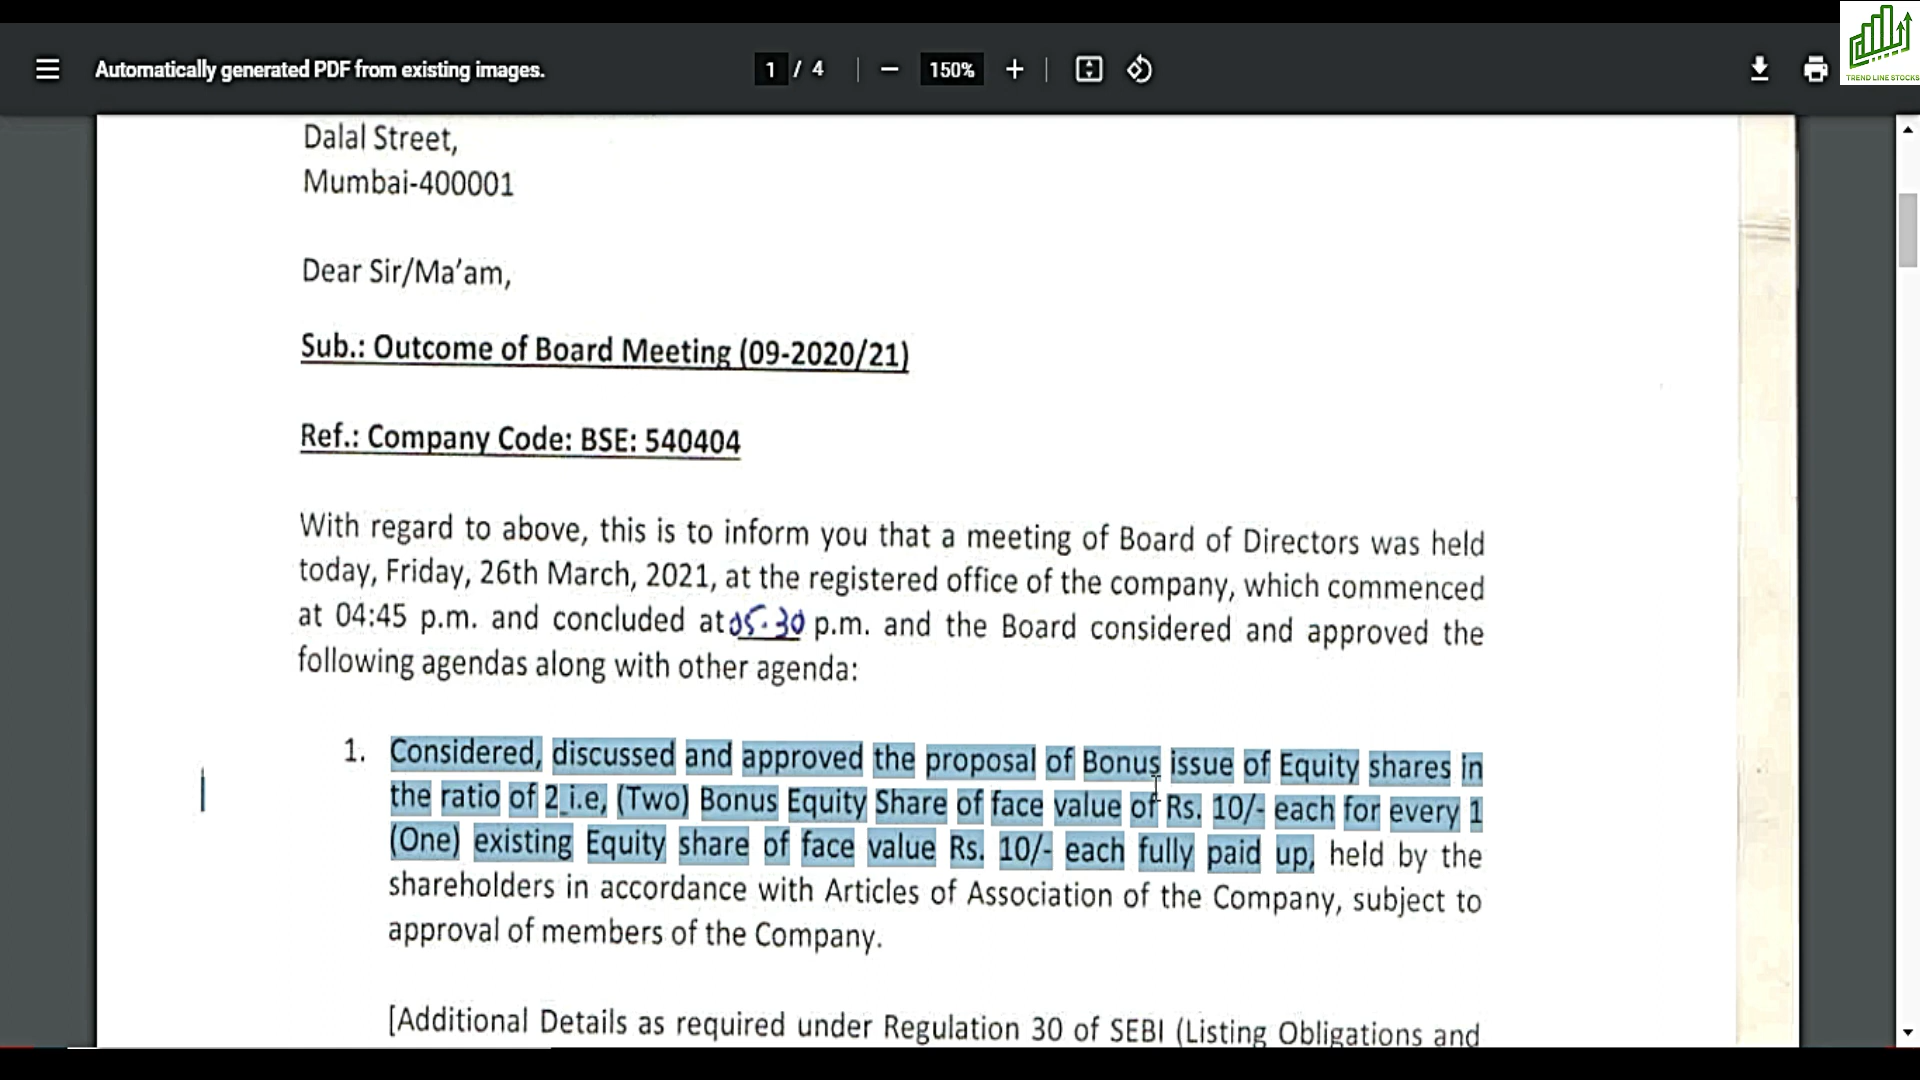 TREND LINE STOCKS
Automatically generated PDF from existing images.
1 / 4
150%
Dalal Street,
Mumbai-400001
Dear Sir/Ma'am,
Sub.: Outcome of Board Meeting (09-2020/21)
Ref.: Company Code: BSE: 540404
With regard to above, this is to inform you that a meeting of Board of Directors was held
today, Friday, 26th March, 2021, at the registered office of the company, which commenced
at 04:45 p.m. and concluded at 05.30 p.m. and the Board considered and approved the
following agendas along with other agenda:
1. Considered, discussed and approved the proposal of Bonus issue of Equity shares in
the ratio of 2 i.e, (Two) Bonus Equity Share of face value of Rs. 10/- each for every 1
(One) existing Equity share of face value Rs. 10/- each fully paid up, held by the
shareholders in accordance with Articles of Association of the Company, subject to
approval of members of the Company.
[Additional Details as required under Regulation 30 of SEBI (Listing Obligations and